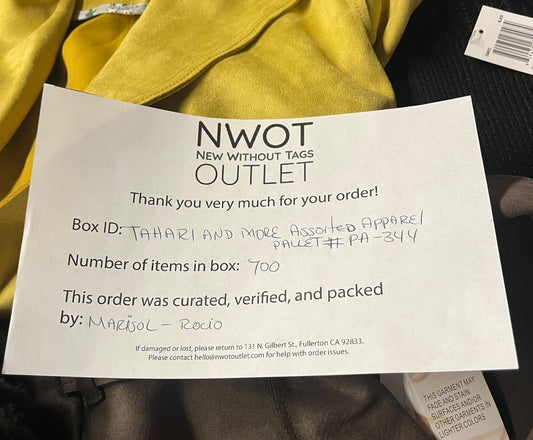 NWOT
NEW WITHOUT TAGS
OUTLET
Thank you very much for your order!
Box ID: TAHARI AND MORE Assorted APPAREL
PALLET # PA-344
Number of items in box: 700
This order was curated, verified, and packed
by: MARISOL - Rocio
If damaged or lost, please return to 131 N. Gilbert St., Fullerton CA 92833.
Please contact hello@nwotoutlet.com for help with order issues.
THIS GARMENT MAY
FADE AND STAIN
SURFACES AND/OR
OTHER GARMENTS IN
LIGHTER COLORS